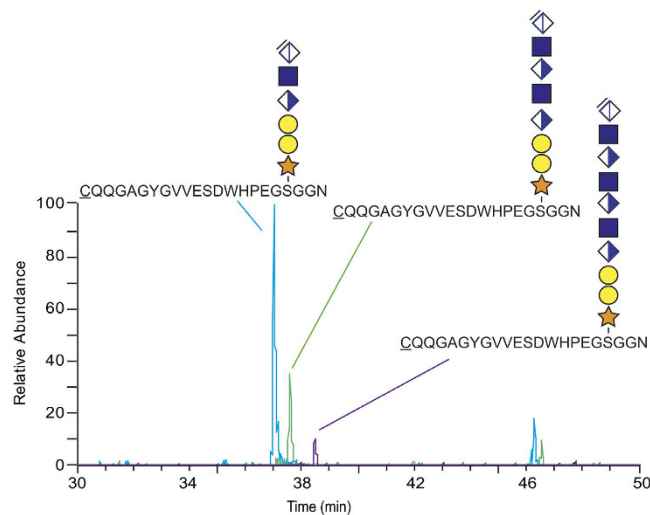 CQQGAGYGVVESDWHPEGSGGN
CQQGAGYGVVESDWHPEGSGGN
CQQGAGYGVVESDWHPEGSGGN
Relative Abundance
100
80
60
40
20
0
30
34
38
42
46
50
Time (min)